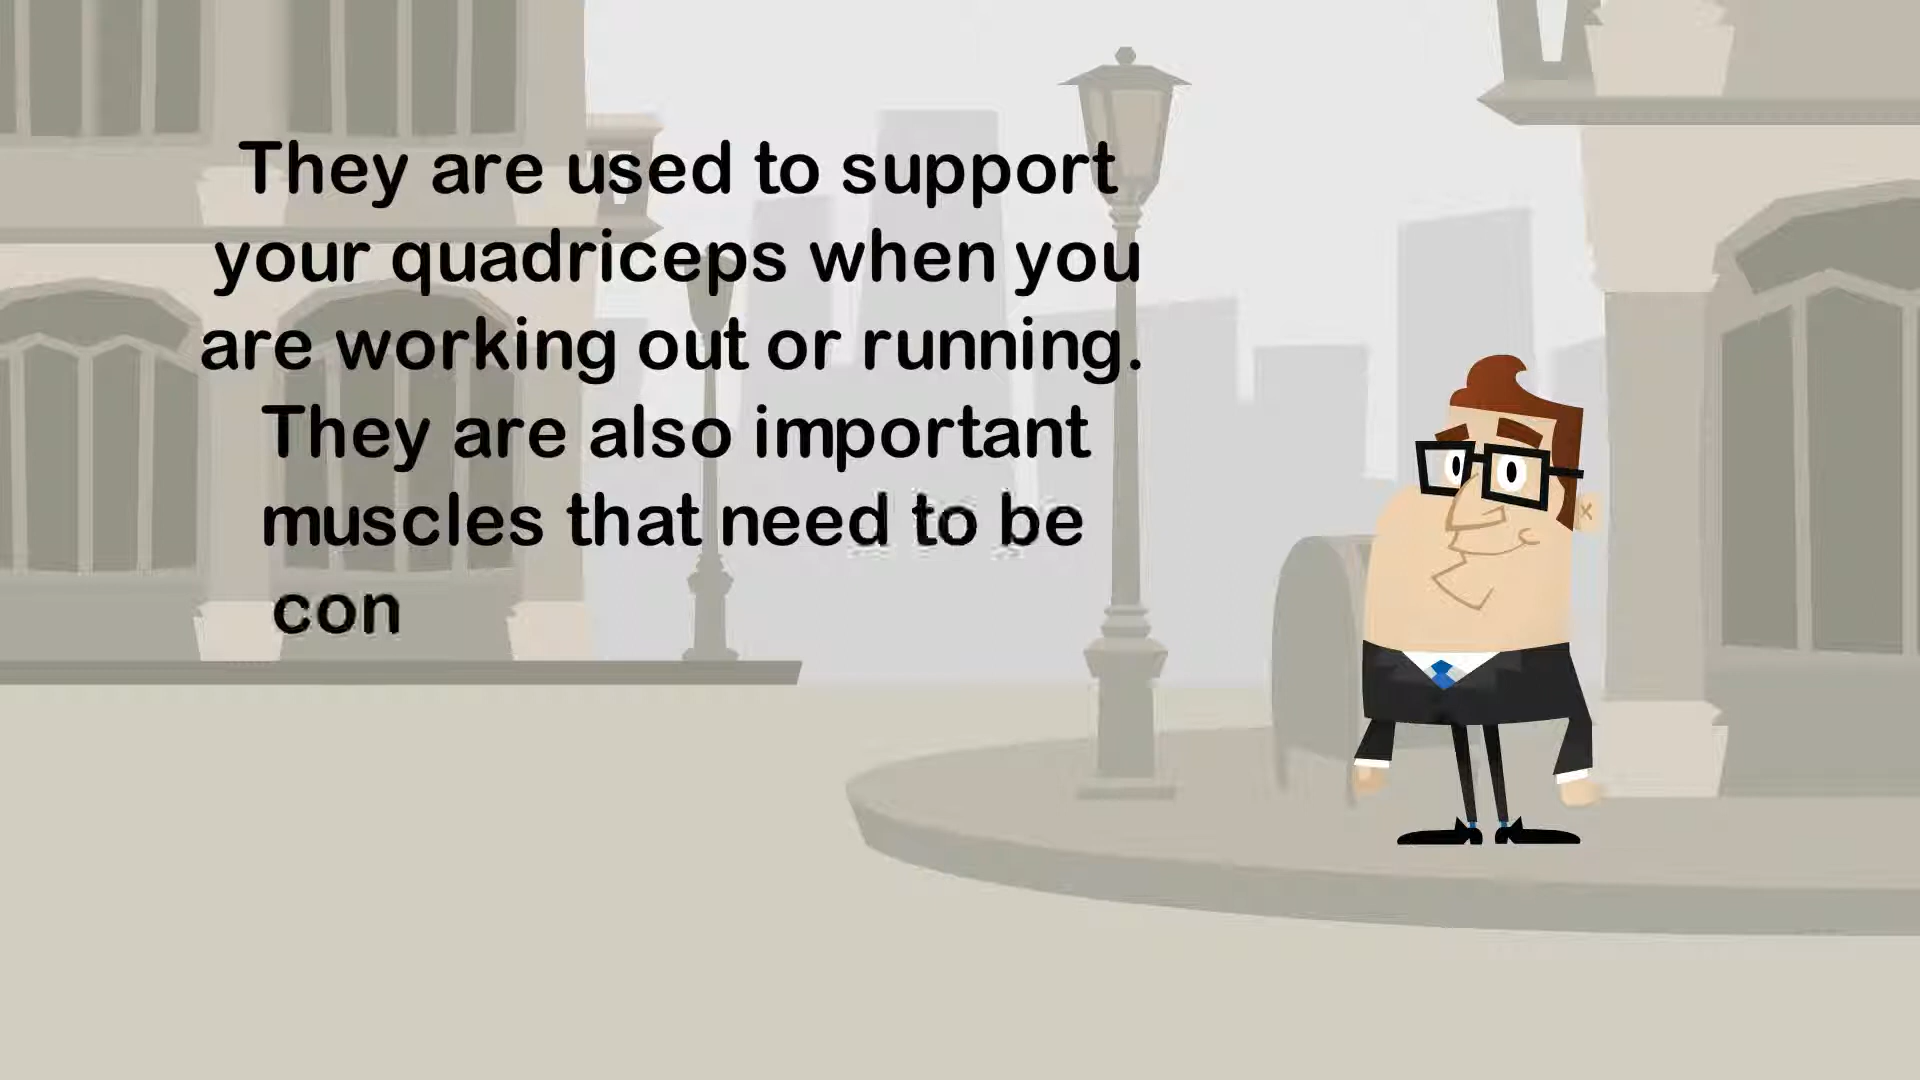 They are used to support
your quadriceps when you
are working out or running.
They are also important
muscles that need to be
con